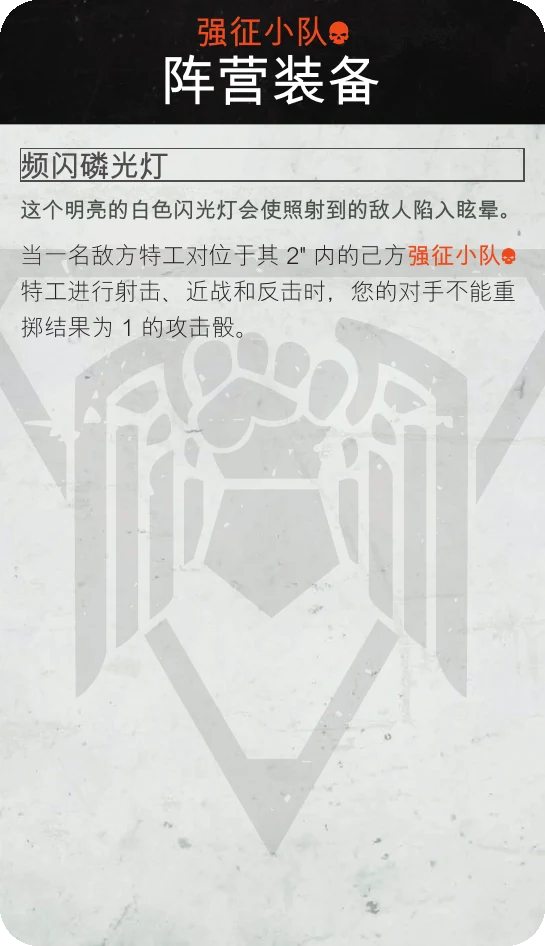 强征小队
阵营装备
频闪磷光灯
这个明亮的白色闪光灯会使照射到的敌人陷入眩晕。
当一名敌方特工对位于其 2" 内的己方强征小队
特工进行射击、近战和反击时，您的对手不能重
掷结果为 1 的攻击骰。